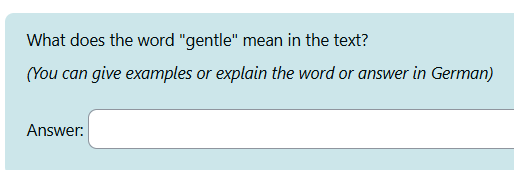 What does the word "gentle" mean in the text?
(You can give examples or explain the word or answer in German)
Answer: